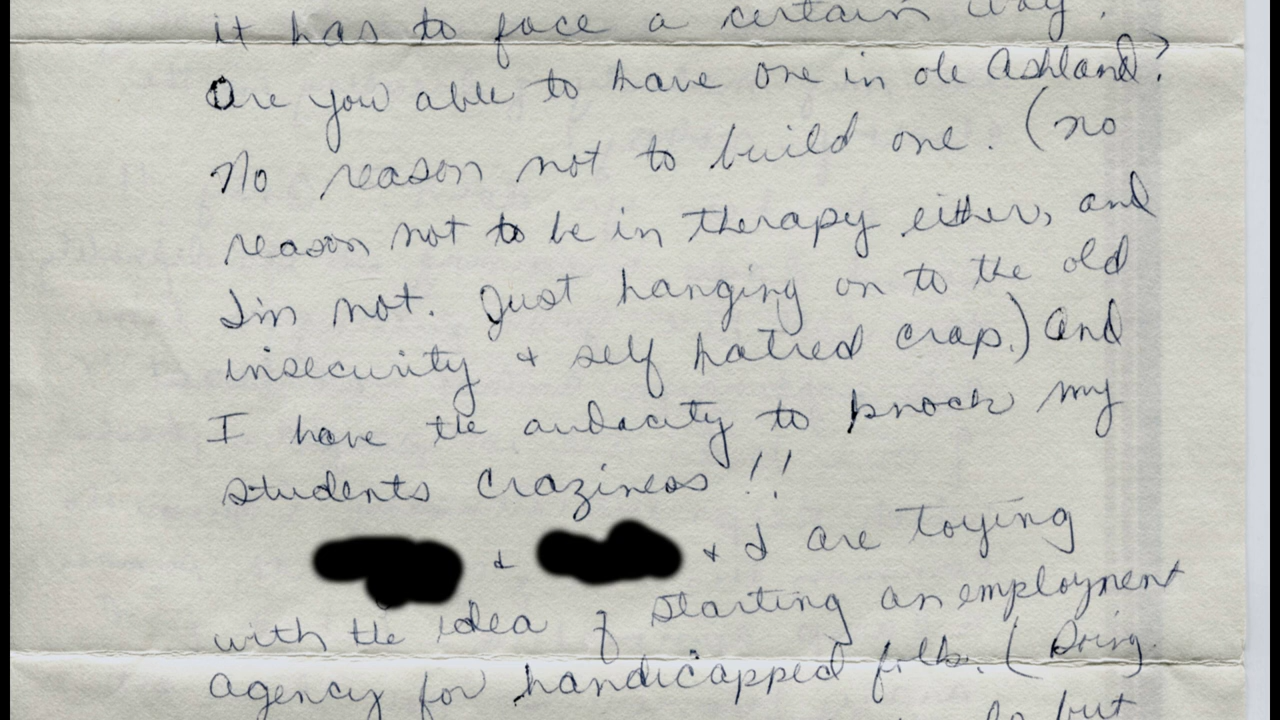 it has to face a certain way.
Are you able to have one in ole Ashland?
No reason not to build one. (no
reason not to be in therapy either, and
I'm not. Just hanging on to the old
insecurity + self hatred crap.) And
I have the audacity to knock my
students craziness!!
+ + I are toying
with the idea of starting an employment
agency for handicapped folks. (Doing
but